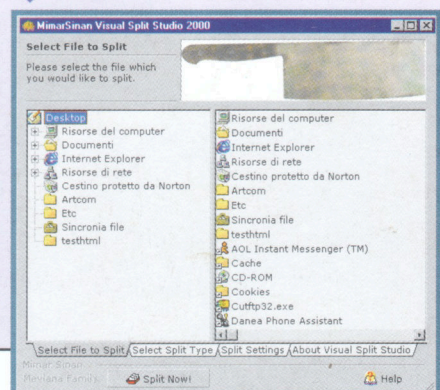 MimarSinan Visual Split Studio 2000
Select File to Split
Please select the file which
you would like to split.
Desktop
Risorse del computer
Documenti
Internet Explorer
Risorse di rete
Cestino protetto da Norton
Artcom
Etc
Sincronia file
testhtml
Risorse del computer
Documenti
Internet Explorer
Risorse di rete
Cestino protetto da Norton
Artcom
Etc
Sincronia file
testhtml
AOL Instant Messenger (TM)
Cache
CD-ROM
Cookies
Cutftp32.exe
Danea Phone Assistant
Select File to Split Select Split Type Split Settings About Visual Split Studio
Mimar Sinan
Split Now! Help